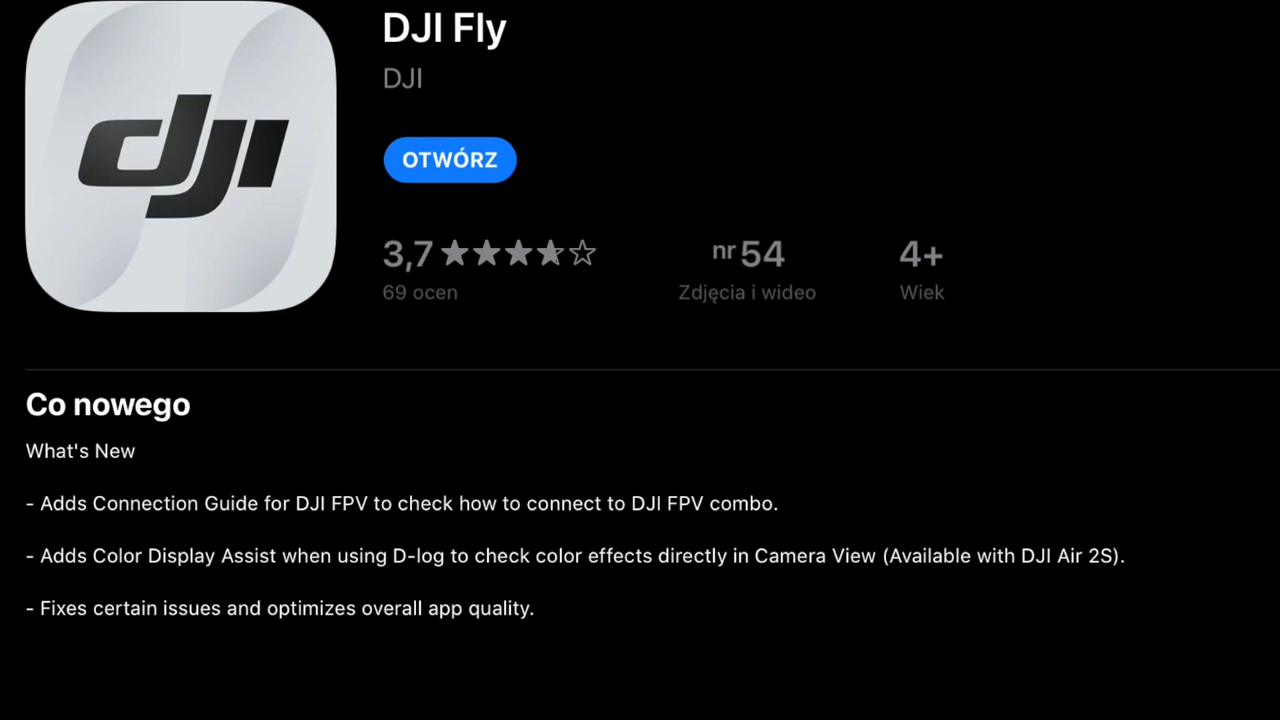 dji
DJI Fly
DJI
OTWÓRZ
3,7 nr 54 4+
69 ocen Zdjęcia i wideo Wiek
Co nowego
What's New
- Adds Connection Guide for DJI FPV to check how to connect to DJI FPV combo.
- Adds Color Display Assist when using D-log to check color effects directly in Camera View (Available with DJI Air 2S).
- Fixes certain issues and optimizes overall app quality.